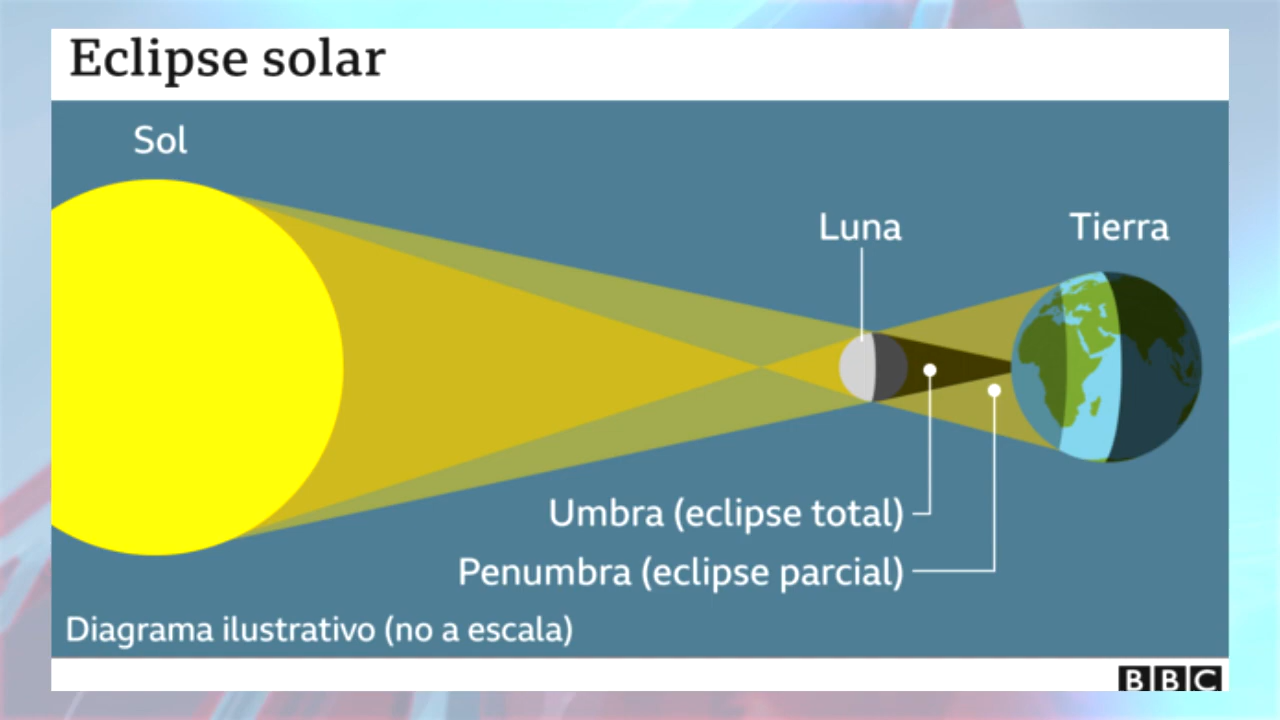 Eclipse solar
Sol
Luna
Tierra
Umbra (eclipse total)
Penumbra (eclipse parcial)
Diagrama ilustrativo (no a escala)
BBC